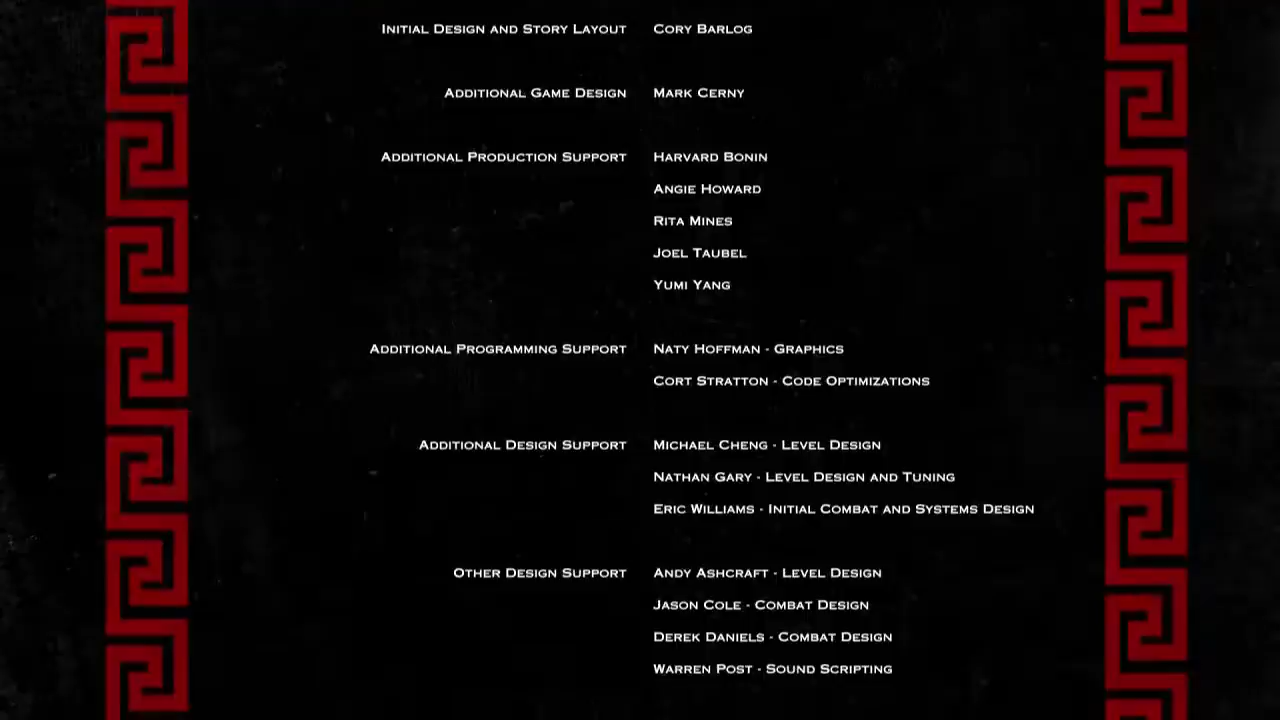 Initial Design and Story Layout Cory Barlog
Additional Game Design Mark Cerny
Additional Production Support Harvard Bonin
Angie Howard
Rita Mines
Joel Taubel
Yumi Yang
Additional Programming Support Naty Hoffman - Graphics
Cort Stratton - Code Optimizations
Additional Design Support Michael Cheng - Level Design
Nathan Gary - Level Design and Tuning
Eric Williams - Initial Combat and Systems Design
Other Design Support Andy Ashcraft - Level Design
Jason Cole - Combat Design
Derek Daniels - Combat Design
Warren Post - Sound Scripting